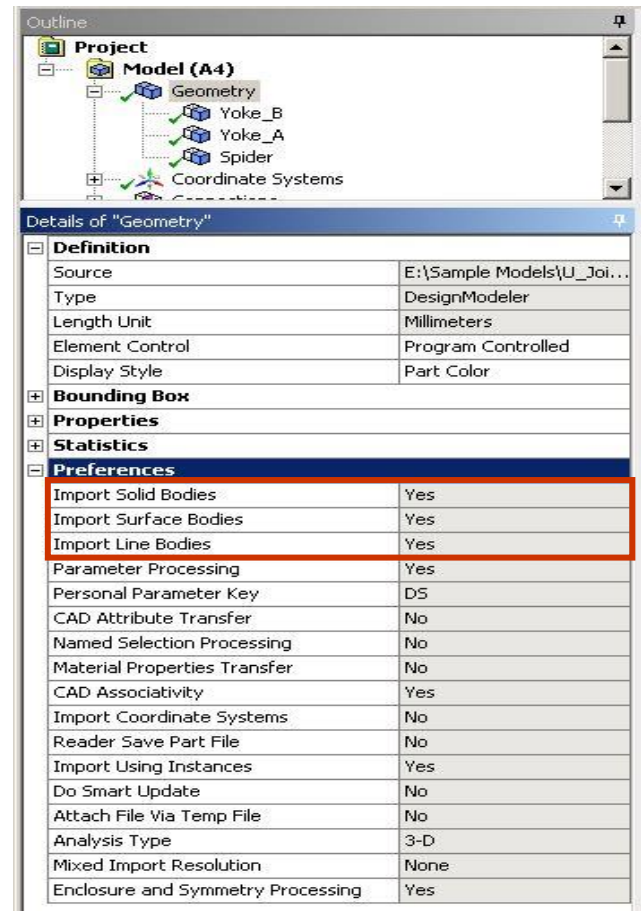 Outline
Project
Model (A4)
Geometry
Yoke_B
Yoke_A
Spider
Coordinate Systems
Details of "Geometry"
Definition
Source E:\Sample Models\U_Joi...
Type DesignModeler
Length Unit Millimeters
Element Control Program Controlled
Display Style Part Color
Bounding Box
Properties
Statistics
Preferences
Import Solid Bodies Yes
Import Surface Bodies Yes
Import Line Bodies Yes
Parameter Processing Yes
Personal Parameter Key DS
CAD Attribute Transfer No
Named Selection Processing No
Material Properties Transfer No
CAD Associativity Yes
Import Coordinate Systems No
Reader Save Part File No
Import Using Instances Yes
Do Smart Update No
Attach File Via Temp File No
Analysis Type 3-D
Mixed Import Resolution None
Enclosure and Symmetry Processing Yes